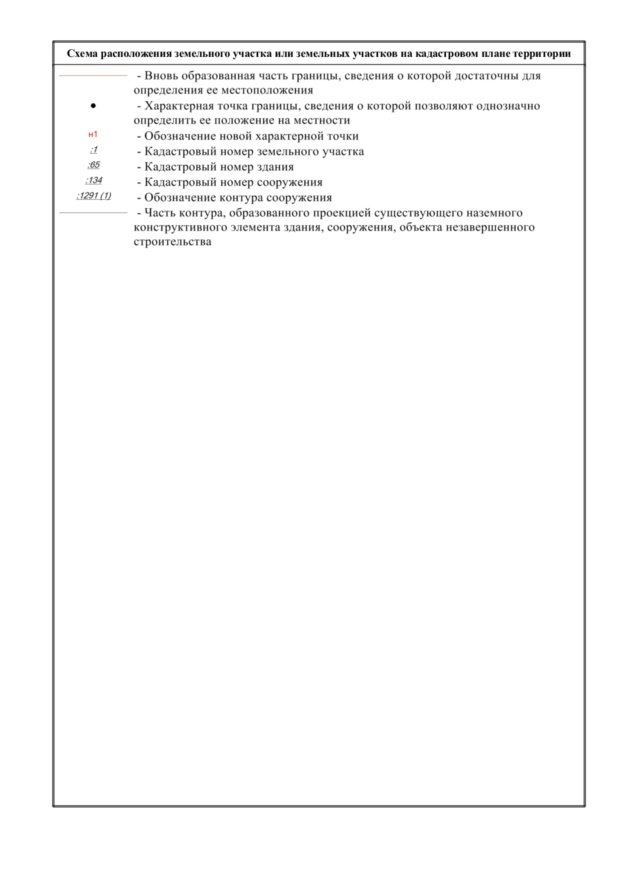 Схема расположения земельного участка или земельных участков на кадастровом плане территории
- Вновь образованная часть границы, сведения о которой достаточны для
определения ее местоположения
- Характерная точка границы, сведения о которой позволяют однозначно
определить ее положение на местности
н1 - Обозначение новой характерной точки
:1 - Кадастровый номер земельного участка
:65 - Кадастровый номер здания
:134 - Кадастровый номер сооружения
:1291 (1) - Обозначение контура сооружения
- Часть контура, образованного проекцией существующего наземного
конструктивного элемента здания, сооружения, объекта незавершенного
строительства